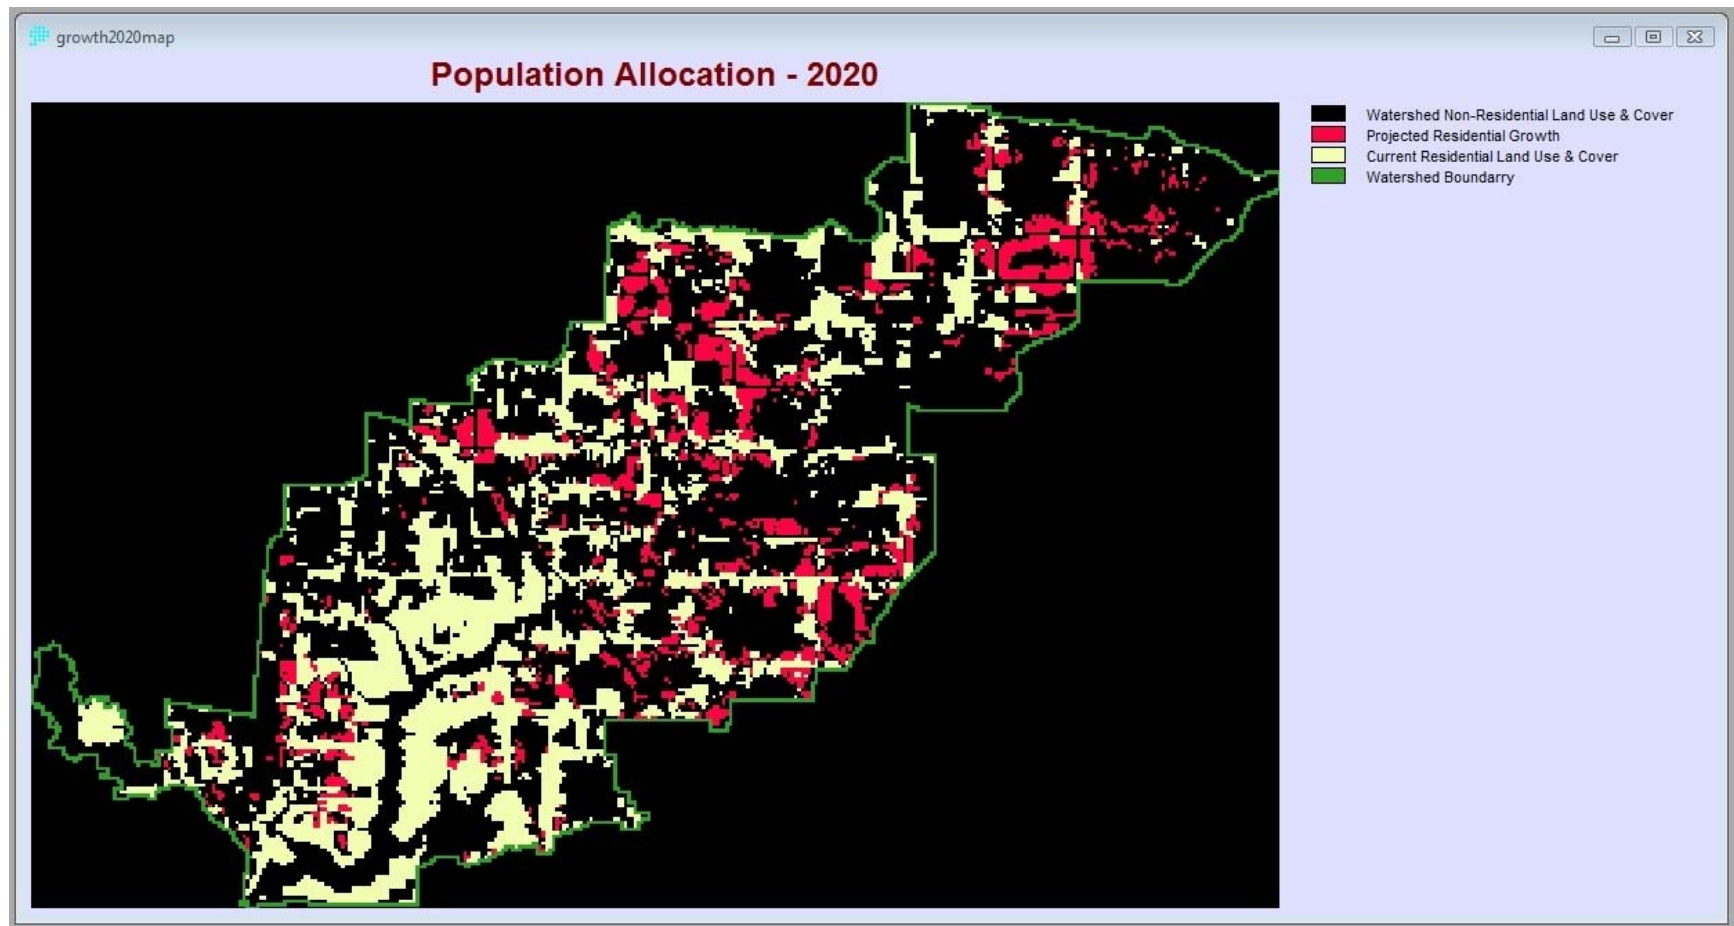 growth2020map
Population Allocation - 2020
Watershed Non-Residential Land Use & Cover
Projected Residential Growth
Current Residential Land Use & Cover
Watershed Boundarry